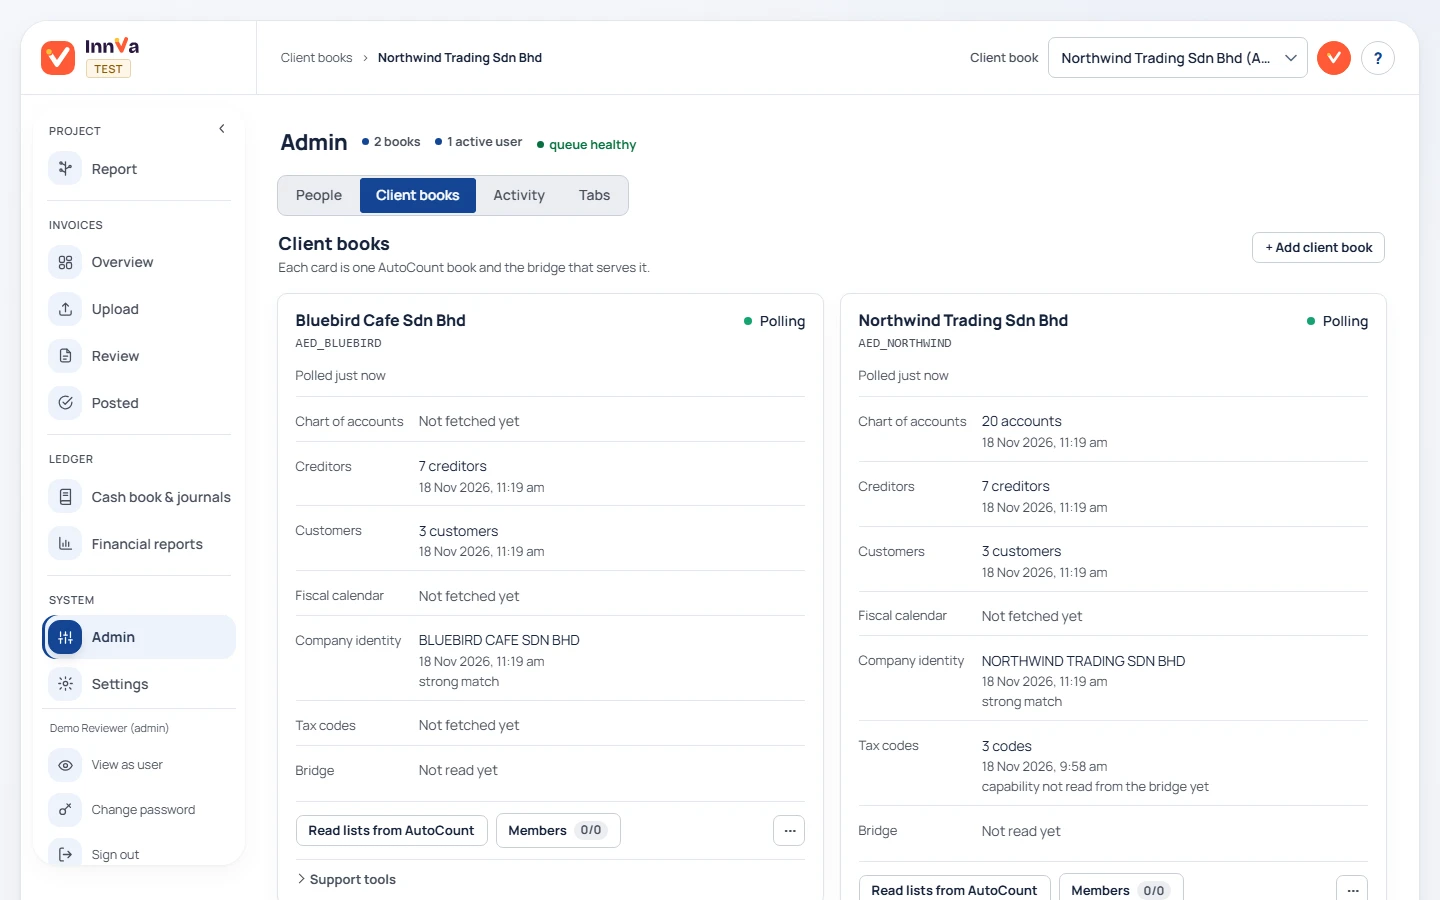 InnVa
TEST
Client books › Northwind Trading Sdn Bhd
Client book
Northwind Trading Sdn Bhd (A...
?
PROJECT
Report
INVOICES
Overview
Upload
Review
Posted
LEDGER
Cash book & journals
Financial reports
SYSTEM
Admin
Settings
Demo Reviewer (admin)
View as user
Change password
Sign out
Admin
2 books
1 active user
queue healthy
People
Client books
Activity
Tabs
Client books
Each card is one AutoCount book and the bridge that serves it.
+ Add client book
Bluebird Cafe Sdn Bhd
Polling
AED_BLUEBIRD
Polled just now
Chart of accounts Not fetched yet
Creditors 7 creditors
18 Nov 2026, 11:19 am
Customers 3 customers
18 Nov 2026, 11:19 am
Fiscal calendar Not fetched yet
Company identity BLUEBIRD CAFE SDN BHD
18 Nov 2026, 11:19 am
strong match
Tax codes Not fetched yet
Bridge Not read yet
Read lists from AutoCount
Members 0/0
...
Support tools
Northwind Trading Sdn Bhd
Polling
AED_NORTHWIND
Polled just now
Chart of accounts 20 accounts
18 Nov 2026, 11:19 am
Creditors 7 creditors
18 Nov 2026, 11:19 am
Customers 3 customers
18 Nov 2026, 11:19 am
Fiscal calendar Not fetched yet
Company identity NORTHWIND TRADING SDN BHD
18 Nov 2026, 11:19 am
strong match
Tax codes 3 codes
18 Nov 2026, 9:58 am
capability not read from the bridge yet
Bridge Not read yet
Read lists from AutoCount
Members 0/0
...